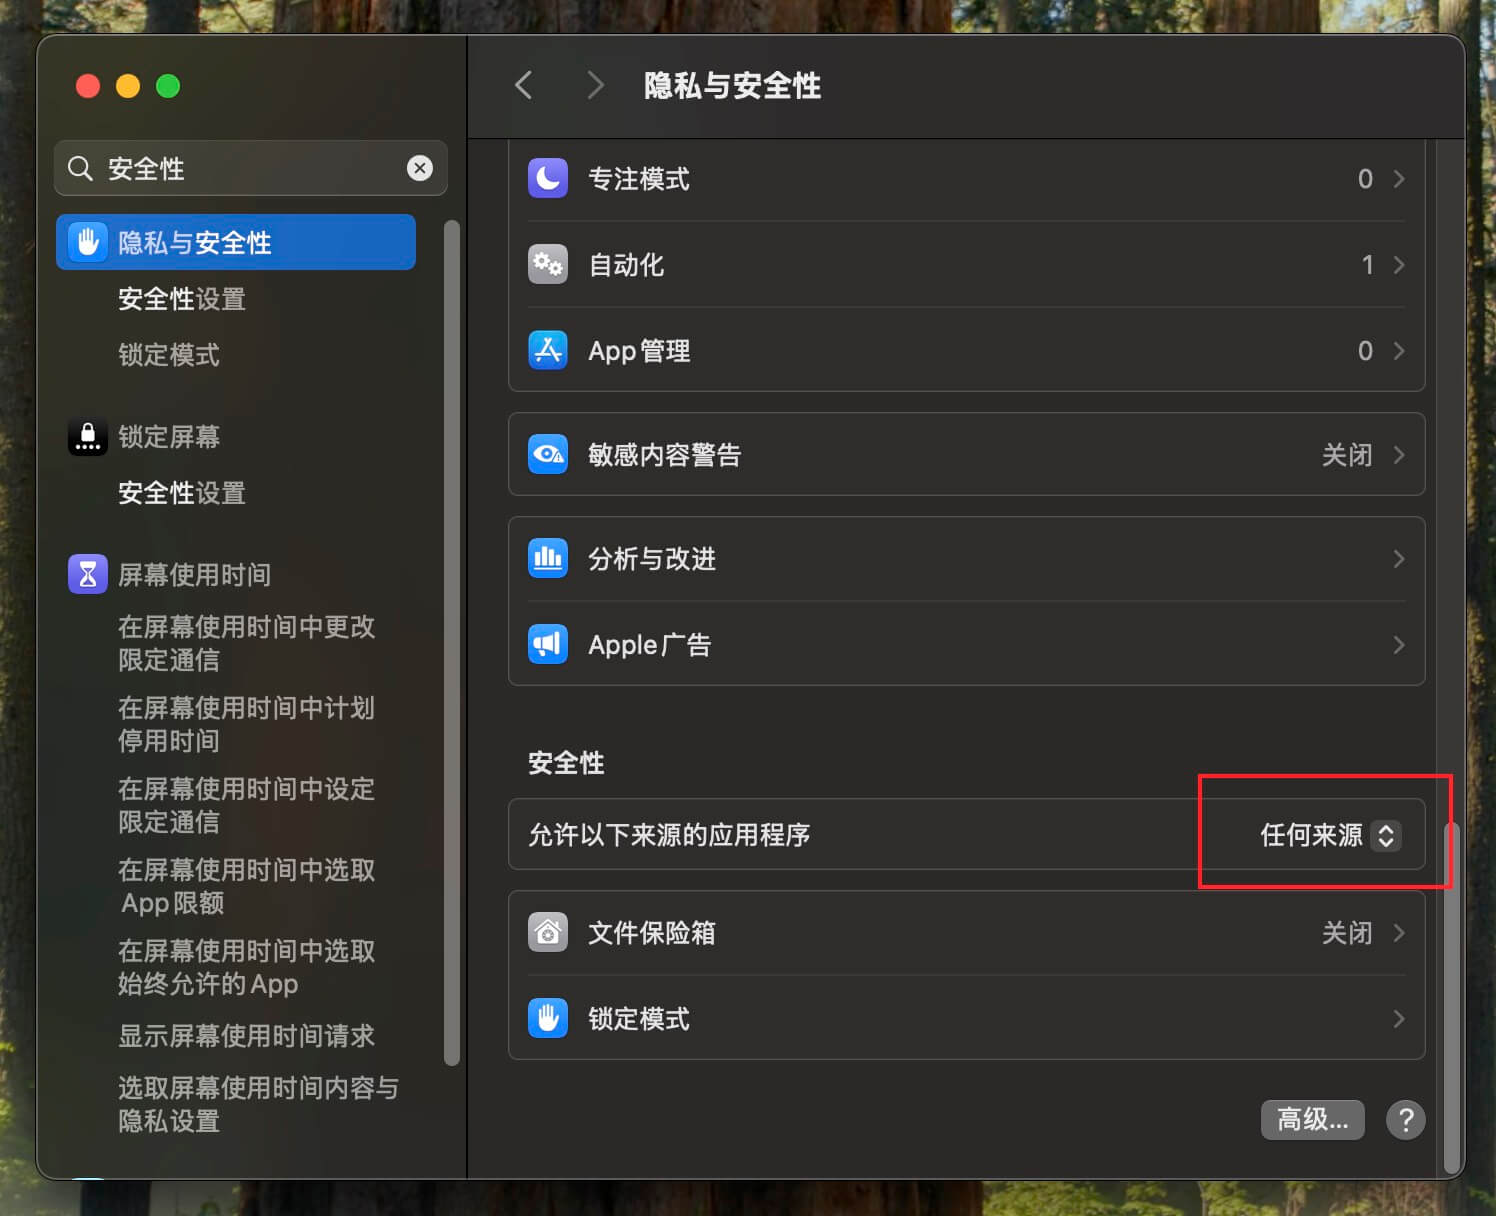 隐私与安全性
安全性
隐私与安全性
安全性设置
锁定模式
锁定屏幕
安全性设置
屏幕使用时间
在屏幕使用时间中更改
限定通信
在屏幕使用时间中计划
停用时间
在屏幕使用时间中设定
限定通信
在屏幕使用时间中选取
App限额
在屏幕使用时间中选取
始终允许的App
显示屏幕使用时间请求
选取屏幕使用时间内容与
隐私设置
专注模式 0
自动化 1
App管理 0
敏感内容警告 关闭
分析与改进
Apple广告
安全性
允许以下来源的应用程序 任何来源
文件保险箱 关闭
锁定模式
高级... ?